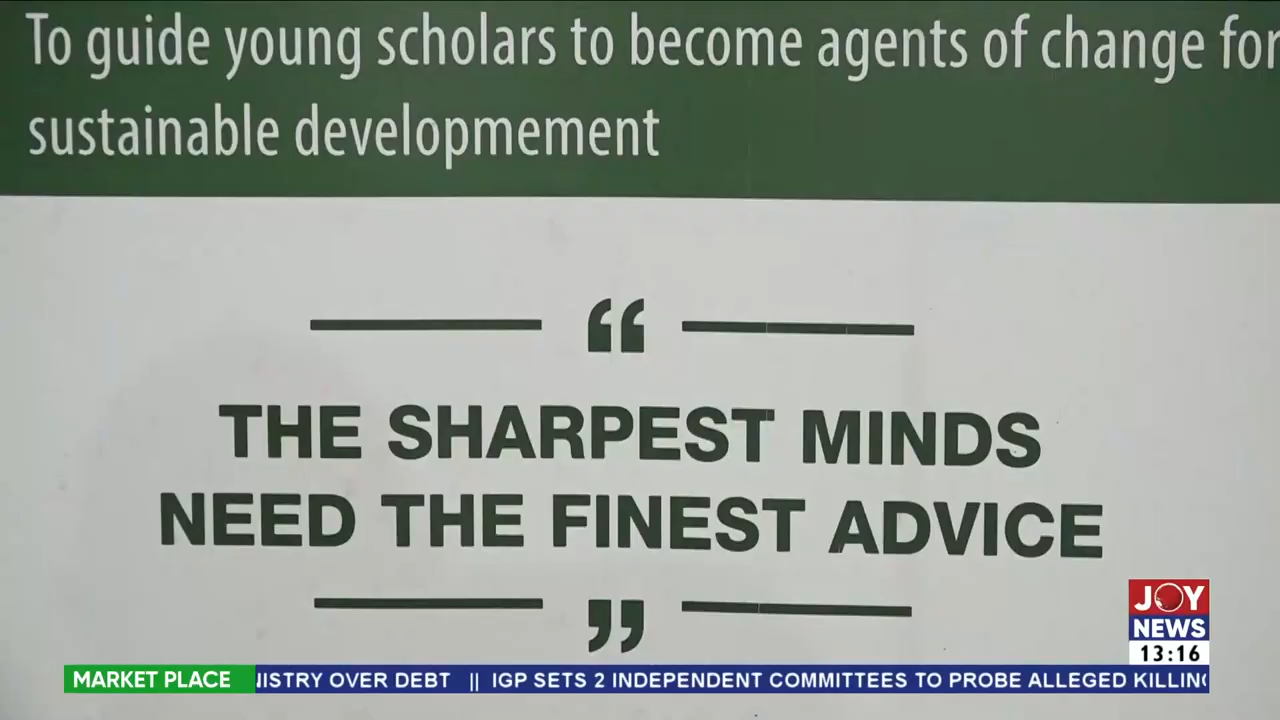 To guide young scholars to become agents of change for
sustainable developmement
“
THE SHARPEST MINDS
NEED THE FINEST ADVICE
”
JOY
NEWS
13:16
MARKET PLACE
NISTRY OVER DEBT || IGP SETS 2 INDEPENDENT COMMITTEES TO PROBE ALLEGED KILLING